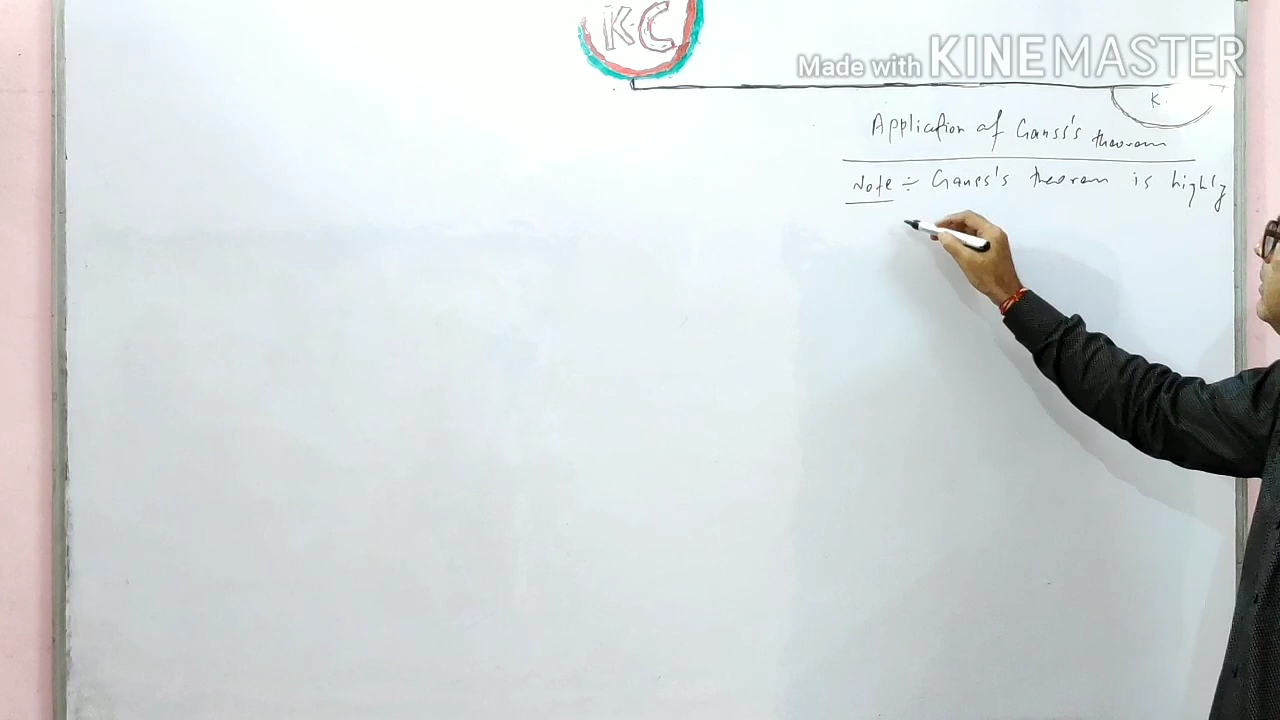 KC
Made with KINEMASTER
K.
Application of Gauss's theorem
Note ÷ Gauss's theorem is highly